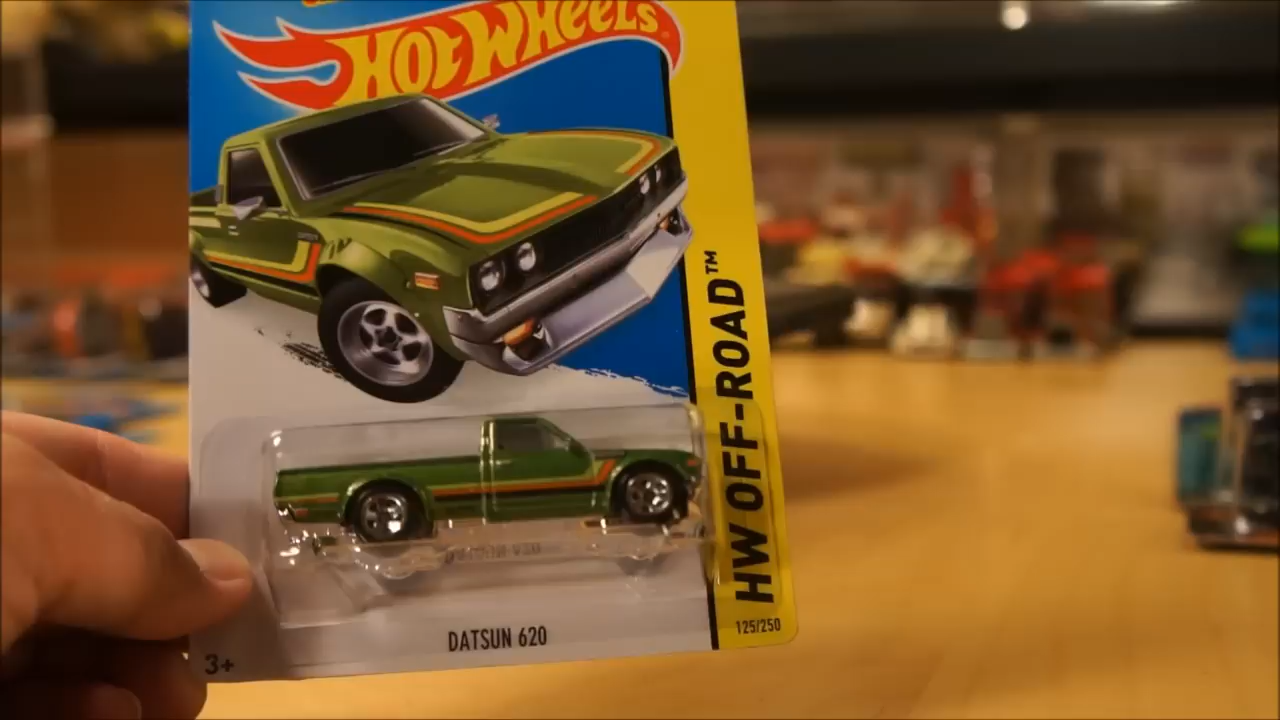 HOT WHEELS
HW OFF-ROAD™
125/250
DATSUN 620
3+